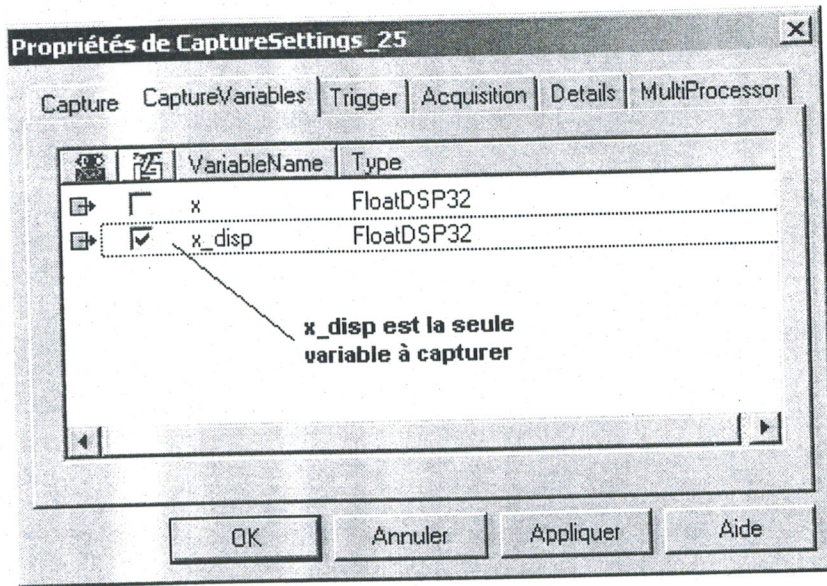 Propriétés de CaptureSettings_25
Capture CaptureVariables Trigger Acquisition Details MultiProcessor
VariableName Type
x FloatDSP32
x_disp FloatDSP32
x_disp est la seule
variable à capturer
OK Annuler Appliquer Aide